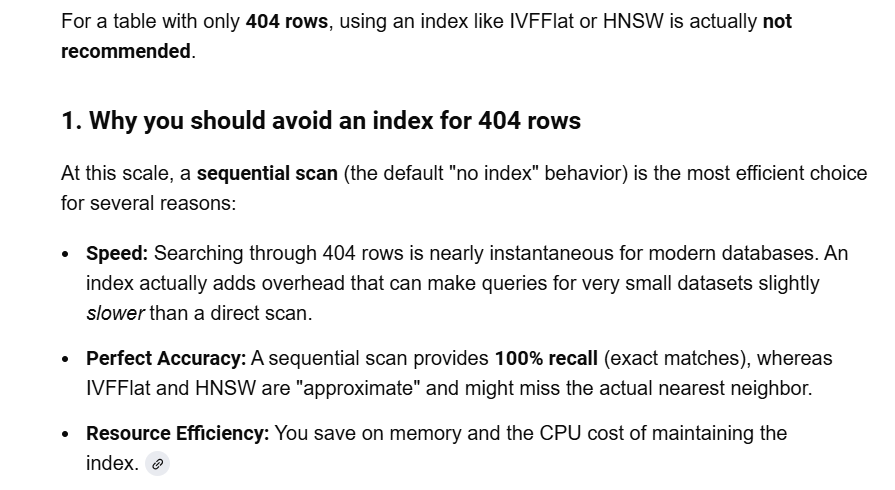 For a table with only 404 rows, using an index like IVFFlat or HNSW is actually not
recommended.
1. Why you should avoid an index for 404 rows
At this scale, a sequential scan (the default "no index" behavior) is the most efficient choice
for several reasons:
• Speed: Searching through 404 rows is nearly instantaneous for modern databases. An
index actually adds overhead that can make queries for very small datasets slightly
slower than a direct scan.
• Perfect Accuracy: A sequential scan provides 100% recall (exact matches), whereas
IVFFlat and HNSW are "approximate" and might miss the actual nearest neighbor.
• Resource Efficiency: You save on memory and the CPU cost of maintaining the
index.